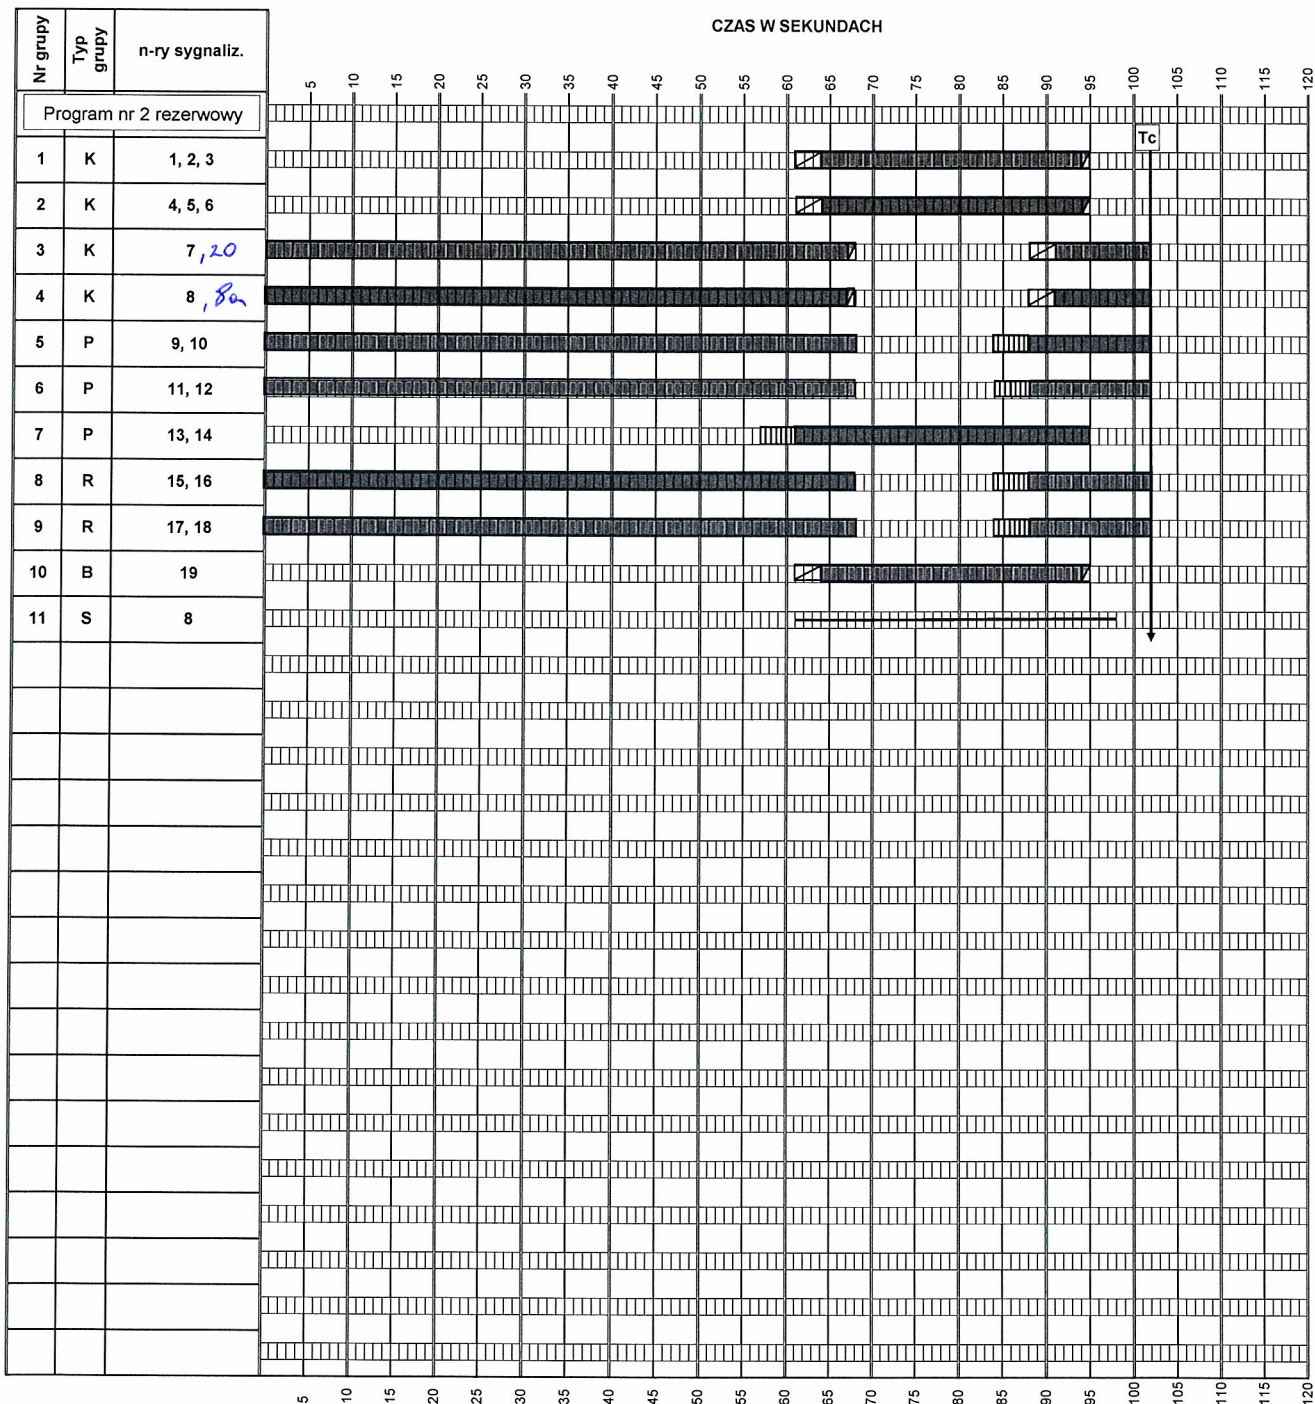 CZAS W SEKUNDACH
Nr grupy Typ grupy n-ry sygnaliz.
5 10 15 20 25 30 35 40 45 50 55 60 65 70 75 80 85 90 95 100 105 110 115 120
Program nr 2 rezerwowy
Tc
1 K 1, 2, 3
2 K 4, 5, 6
3 K 7, 20
4 K 8, 8a
5 P 9, 10
6 P 11, 12
7 P 13, 14
8 R 15, 16
9 R 17, 18
10 B 19
11 S 8
5 10 15 20 25 30 35 40 45 50 55 60 65 70 75 80 85 90 95 100 105 110 115 120